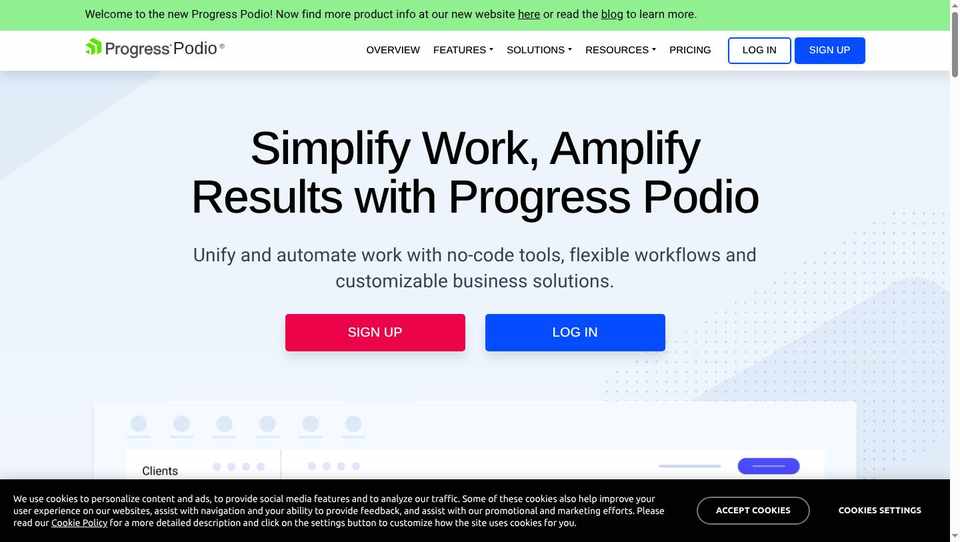 Welcome to the new Progress Podio! Now find more product info at our new website here or read the blog to learn more.
Progress® Podio®
OVERVIEW FEATURES SOLUTIONS RESOURCES PRICING LOG IN SIGN UP
Simplify Work, Amplify
Results with Progress Podio
Unify and automate work with no-code tools, flexible workflows and
customizable business solutions.
SIGN UP LOG IN
Clients
We use cookies to personalize content and ads, to provide social media features and to analyze our traffic. Some of these cookies also help improve your
user experience on our websites, assist with navigation and your ability to provide feedback, and assist with our promotional and marketing efforts. Please
read our Cookie Policy for a more detailed description and click on the settings button to customize how the site uses cookies for you.
ACCEPT COOKIES COOKIES SETTINGS